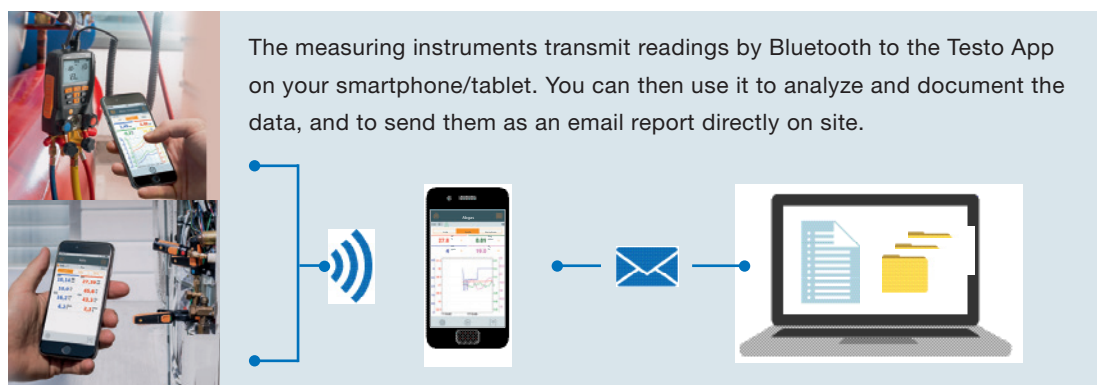 The measuring instruments transmit readings by Bluetooth to the Testo App
on your smartphone/tablet. You can then use it to analyze and document the
data, and to send them as an email report directly on site.